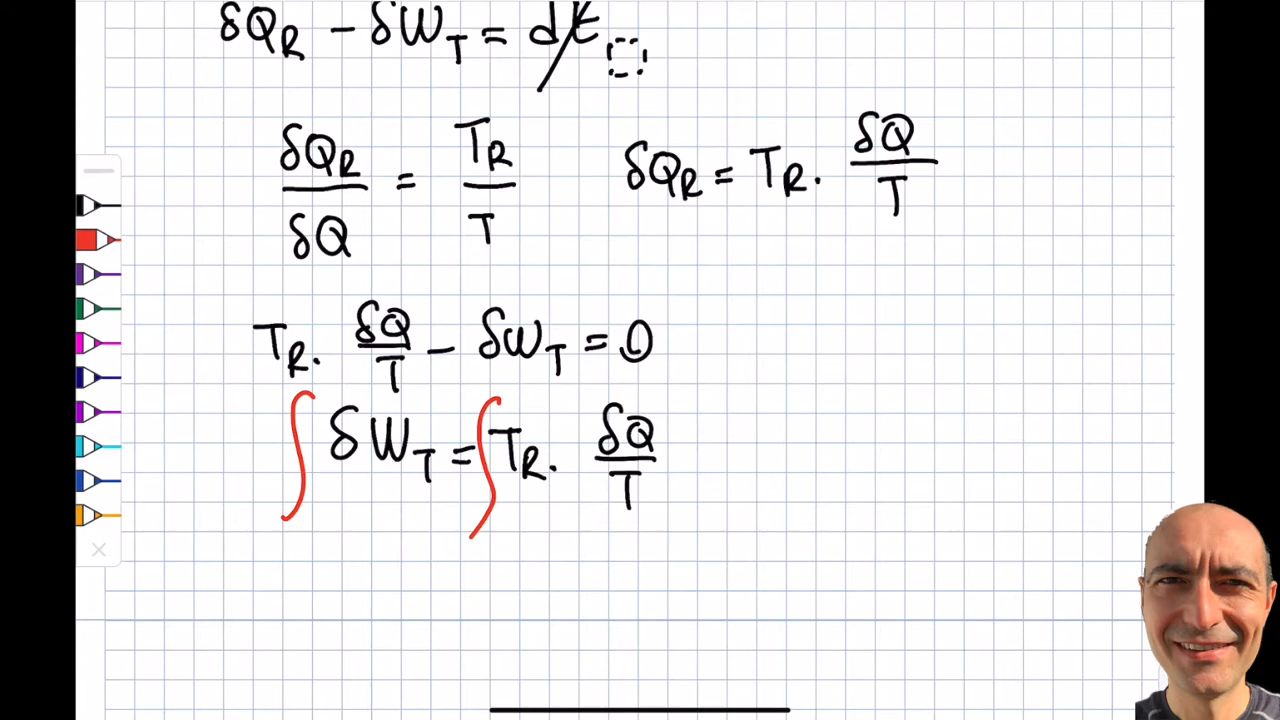 δQ_R − δW_T = dE
δQ_R / δQ = T_R / T
δQ_R = T_R · δQ / T
T_R · δQ / T − δW_T = 0
∫ δW_T = ∫ T_R · δQ / T